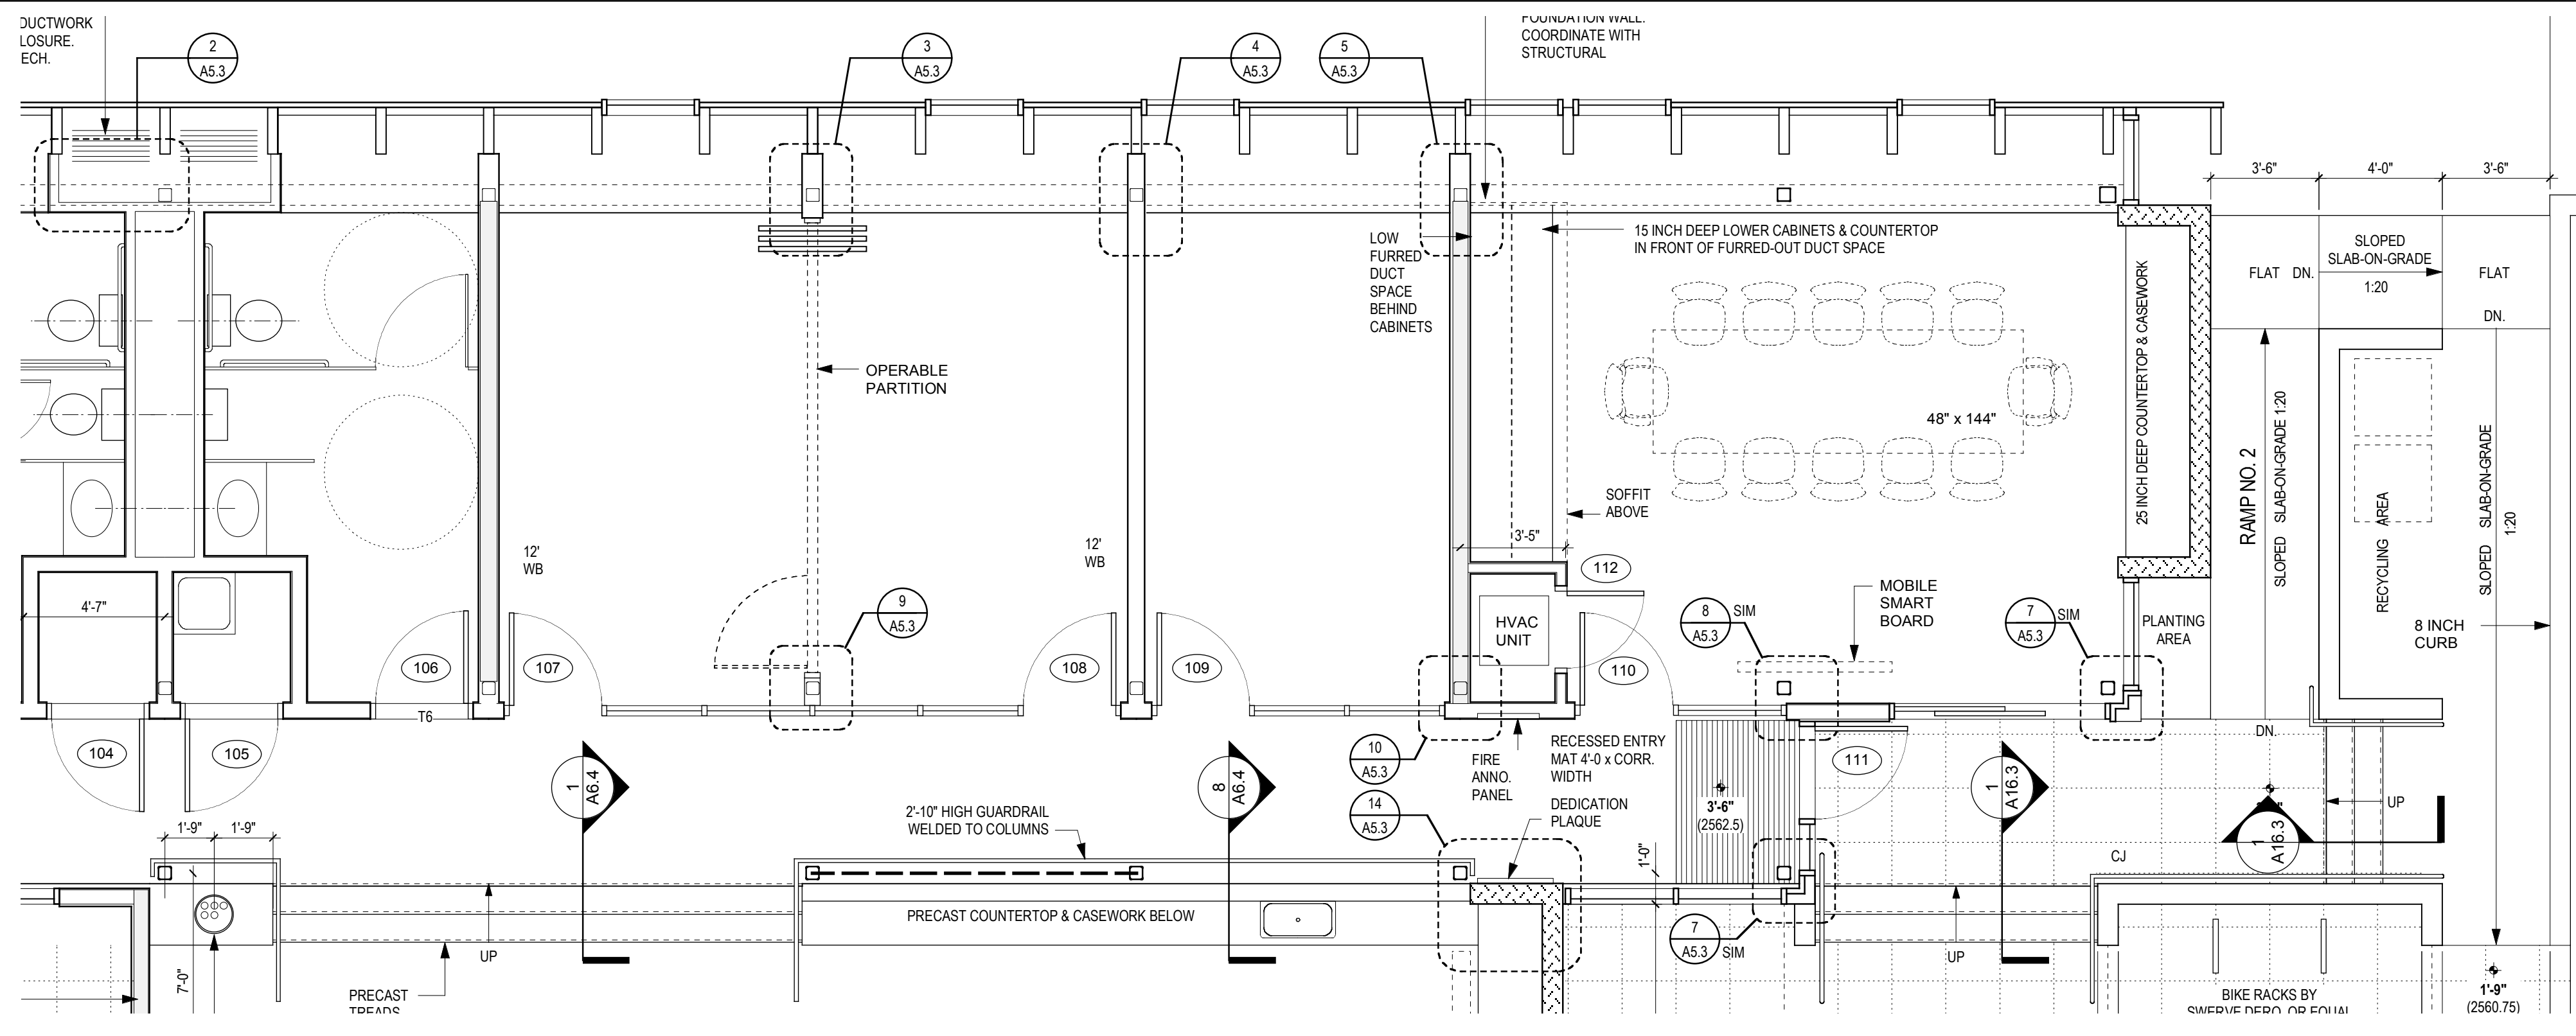 DUCTWORK
LOSURE.
ECH.
2
A5.3
3
A5.3
4
A5.3
5
A5.3
FOUNDATION WALL.
COORDINATE WITH
STRUCTURAL
3'-6"
4'-0"
3'-6"
LOW
FURRED
DUCT
SPACE
BEHIND
CABINETS
15 INCH DEEP LOWER CABINETS & COUNTERTOP
IN FRONT OF FURRED-OUT DUCT SPACE
25 INCH DEEP COUNTERTOP & CASEWORK
SLOPED
SLAB-ON-GRADE
FLAT
DN.
1:20
FLAT
DN.
OPERABLE
PARTITION
48" x 144"
RAMP NO. 2
SLOPED SLAB-ON-GRADE 1:20
RECYCLING AREA
SLOPED SLAB-ON-GRADE
1:20
SOFFIT
ABOVE
12'
WB
12'
WB
3'-5"
112
4'-7"
9
A5.3
HVAC
UNIT
8
A5.3
SIM
MOBILE
SMART
BOARD
7
A5.3
SIM
PLANTING
AREA
8 INCH
CURB
106
107
108
109
110
T6
104
105
1
A6.4
8
A6.4
10
A5.3
FIRE
ANNO.
PANEL
RECESSED ENTRY
MAT 4'-0 x CORR.
WIDTH
111
1
A16.3
DN.
UP
3'-6"
(2562.5)
14
A5.3
DEDICATION
PLAQUE
2'-10" HIGH GUARDRAIL
WELDED TO COLUMNS
1'-9"
1'-9"
1'-0"
CJ
1
A16.3
PRECAST COUNTERTOP & CASEWORK BELOW
7
A5.3
SIM
UP
UP
7'-0"
PRECAST
TREADS
BIKE RACKS BY
SWERVE DERO, OR EQUAL
1'-9"
(2560.75)